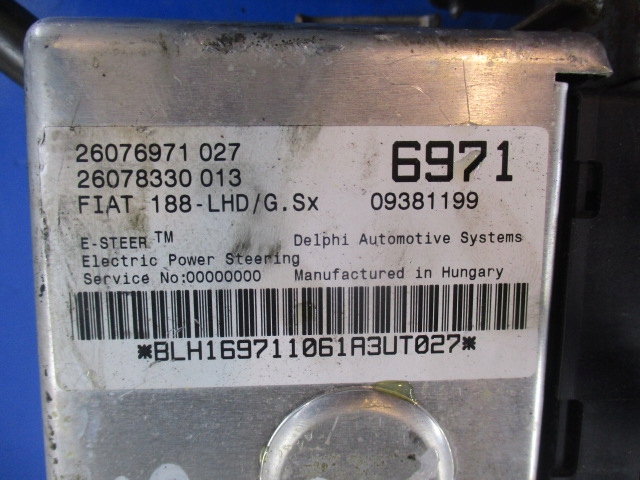 26076971 027 6971
26078330 013
FIAT 188-LHD/G.Sx 09381199
E-STEER™ Delphi Automotive Systems
Electric Power Steering
Service No:00000000 Manufactured in Hungary
*BLH169711061A3UT027*